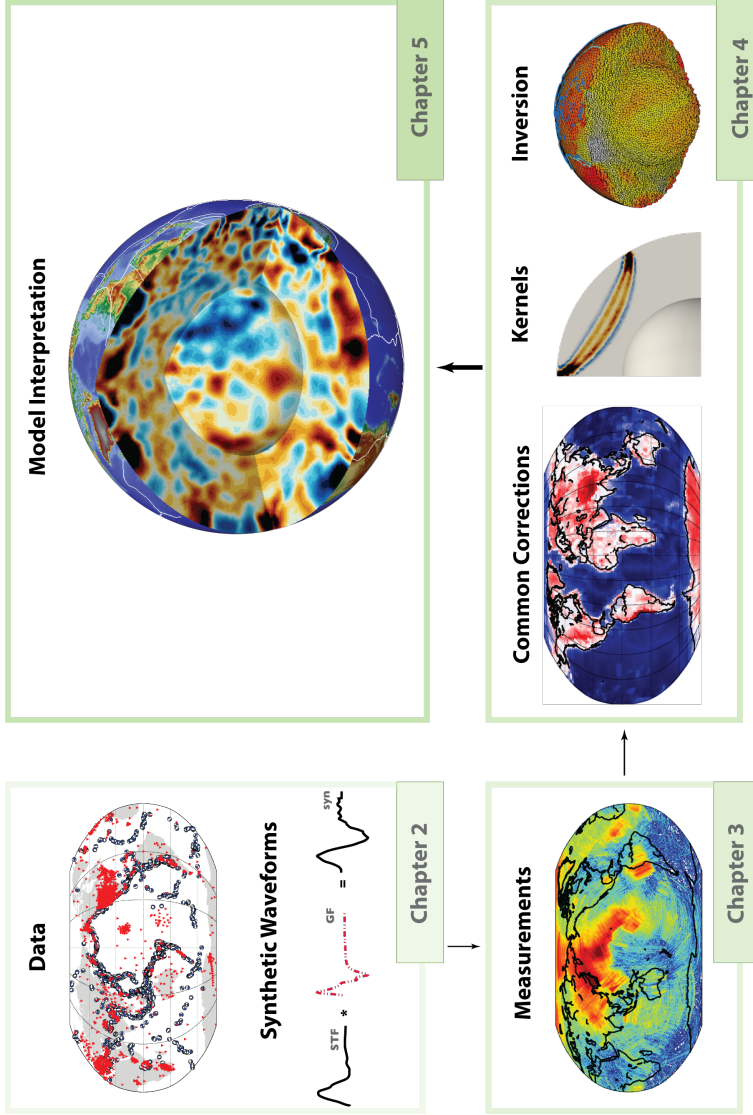 Data
Synthetic Waveforms
STF
*
GF
=
syn
Chapter 2
Measurements
Chapter 3
Common Corrections
Kernels
Inversion
Chapter 4
Model Interpretation
Chapter 5